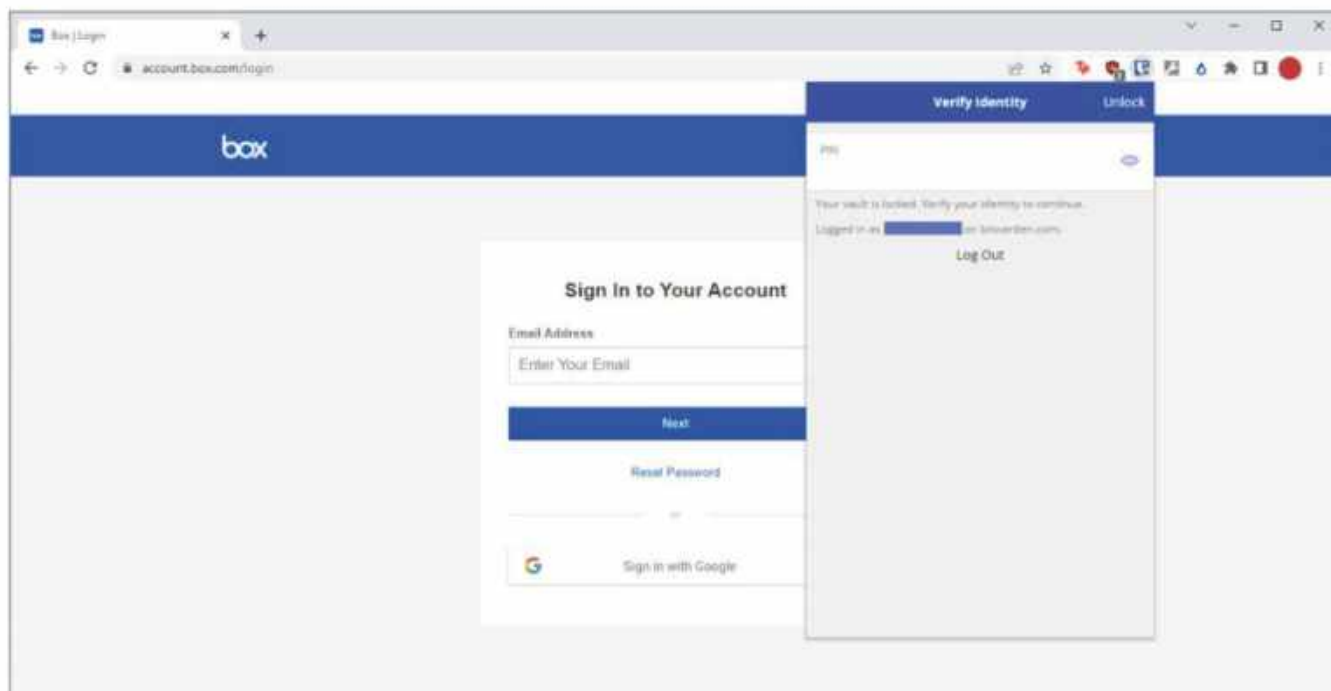 Box | Login
account.box.com/login
Verify Identity
Unlock
box
PIN
Your vault is locked. Verify your identity to continue.
Logged in as on bitwarden.com.
Log Out
Sign In to Your Account
Email Address
Enter Your Email
Next
Reset Password
or
Sign in with Google